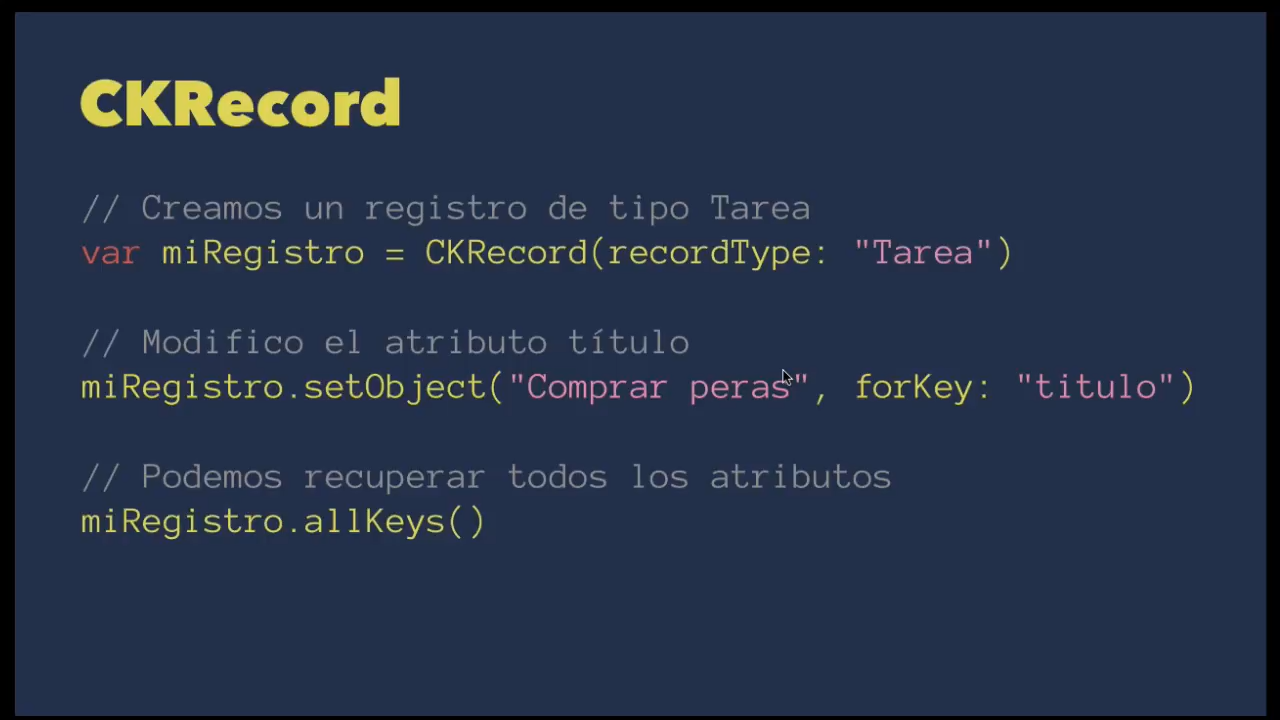 CKRecord
// Creamos un registro de tipo Tarea
var miRegistro = CKRecord(recordType: "Tarea")
// Modifico el atributo título
miRegistro.setObject("Comprar peras", forKey: "titulo")
// Podemos recuperar todos los atributos
miRegistro.allKeys()